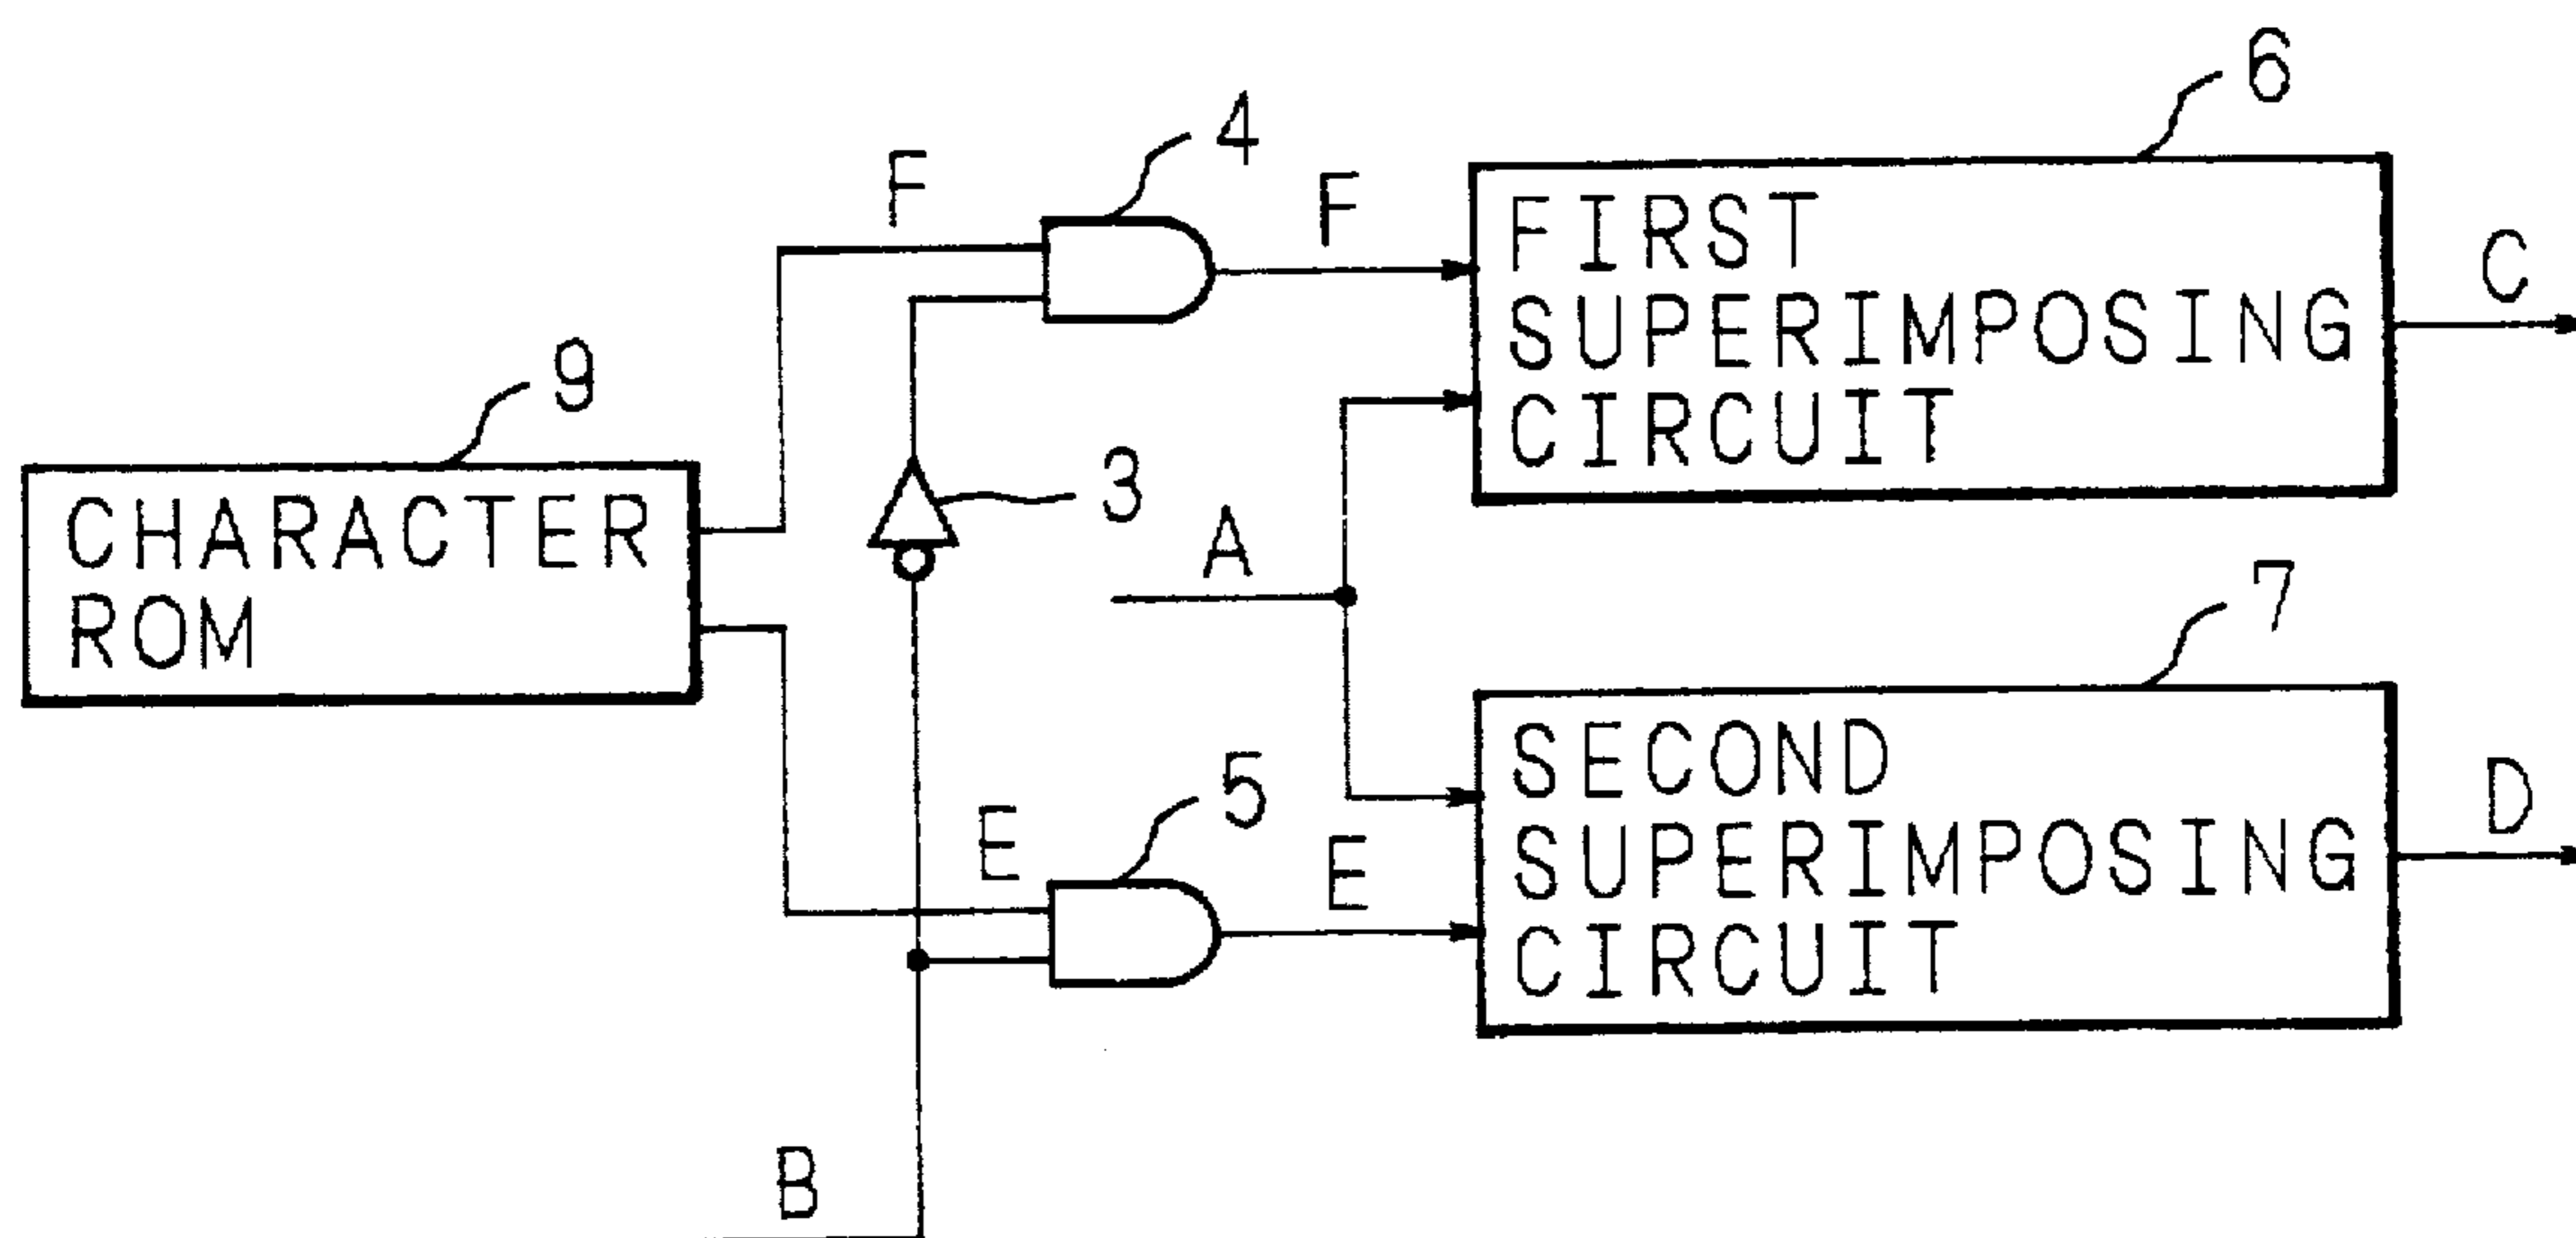 6
4
F
F
FIRST
SUPERIMPOSING
CIRCUIT
C
9
CHARACTER
ROM
3
A
7
SECOND
SUPERIMPOSING
CIRCUIT
D
5
E
E
B